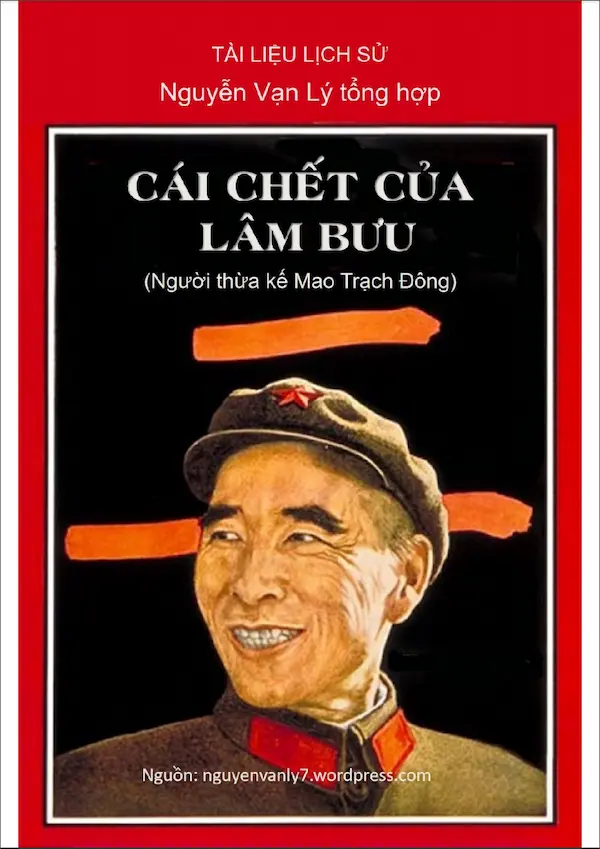 TÀI LIỆU LỊCH SỬ
Nguyễn Vạn Lý tổng hợp
CÁI CHẾT CỦA
LÂM BƯU
(Người thừa kế Mao Trạch Đông)
Nguồn: nguyenvanly7.wordpress.com